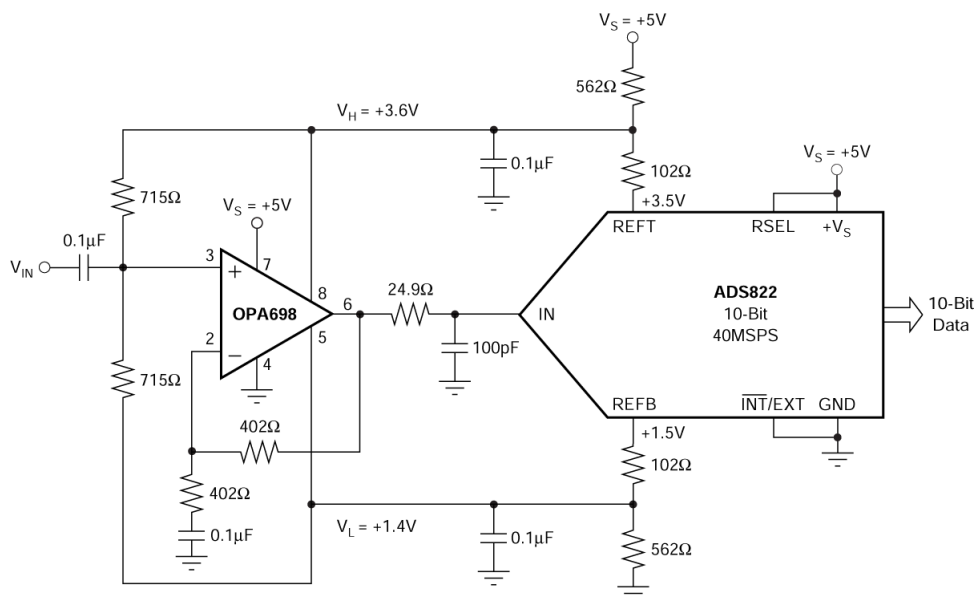 V_S = +5V
562Ω
V_H = +3.6V
0.1µF
102Ω
+3.5V
V_S = +5V
715Ω
V_S = +5V
REFT
RSEL
+V_S
0.1µF
V_IN
3
+
7
8
OPA698
6
24.9Ω
IN
ADS822
10-Bit
40MSPS
10-Bit
Data
2
−
5
4
100pF
715Ω
402Ω
REFB
INT/EXT
GND
+1.5V
102Ω
402Ω
0.1µF
V_L = +1.4V
0.1µF
562Ω